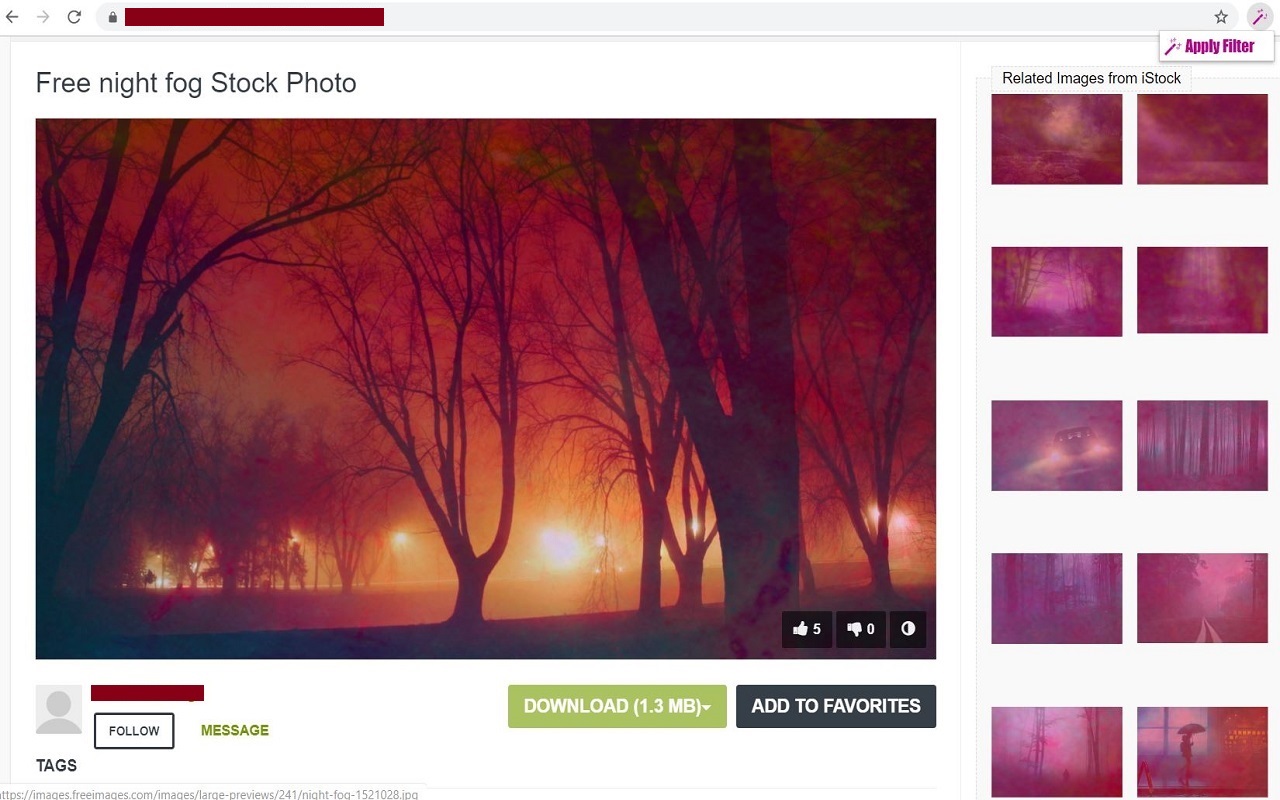 Apply Filter
Free night fog Stock Photo
Related Images from iStock
5
0
DOWNLOAD (1.3 MB)
ADD TO FAVORITES
FOLLOW
MESSAGE
TAGS
ttps://images.freeimages.com/images/large-previews/241/night-fog-1521028.jpg